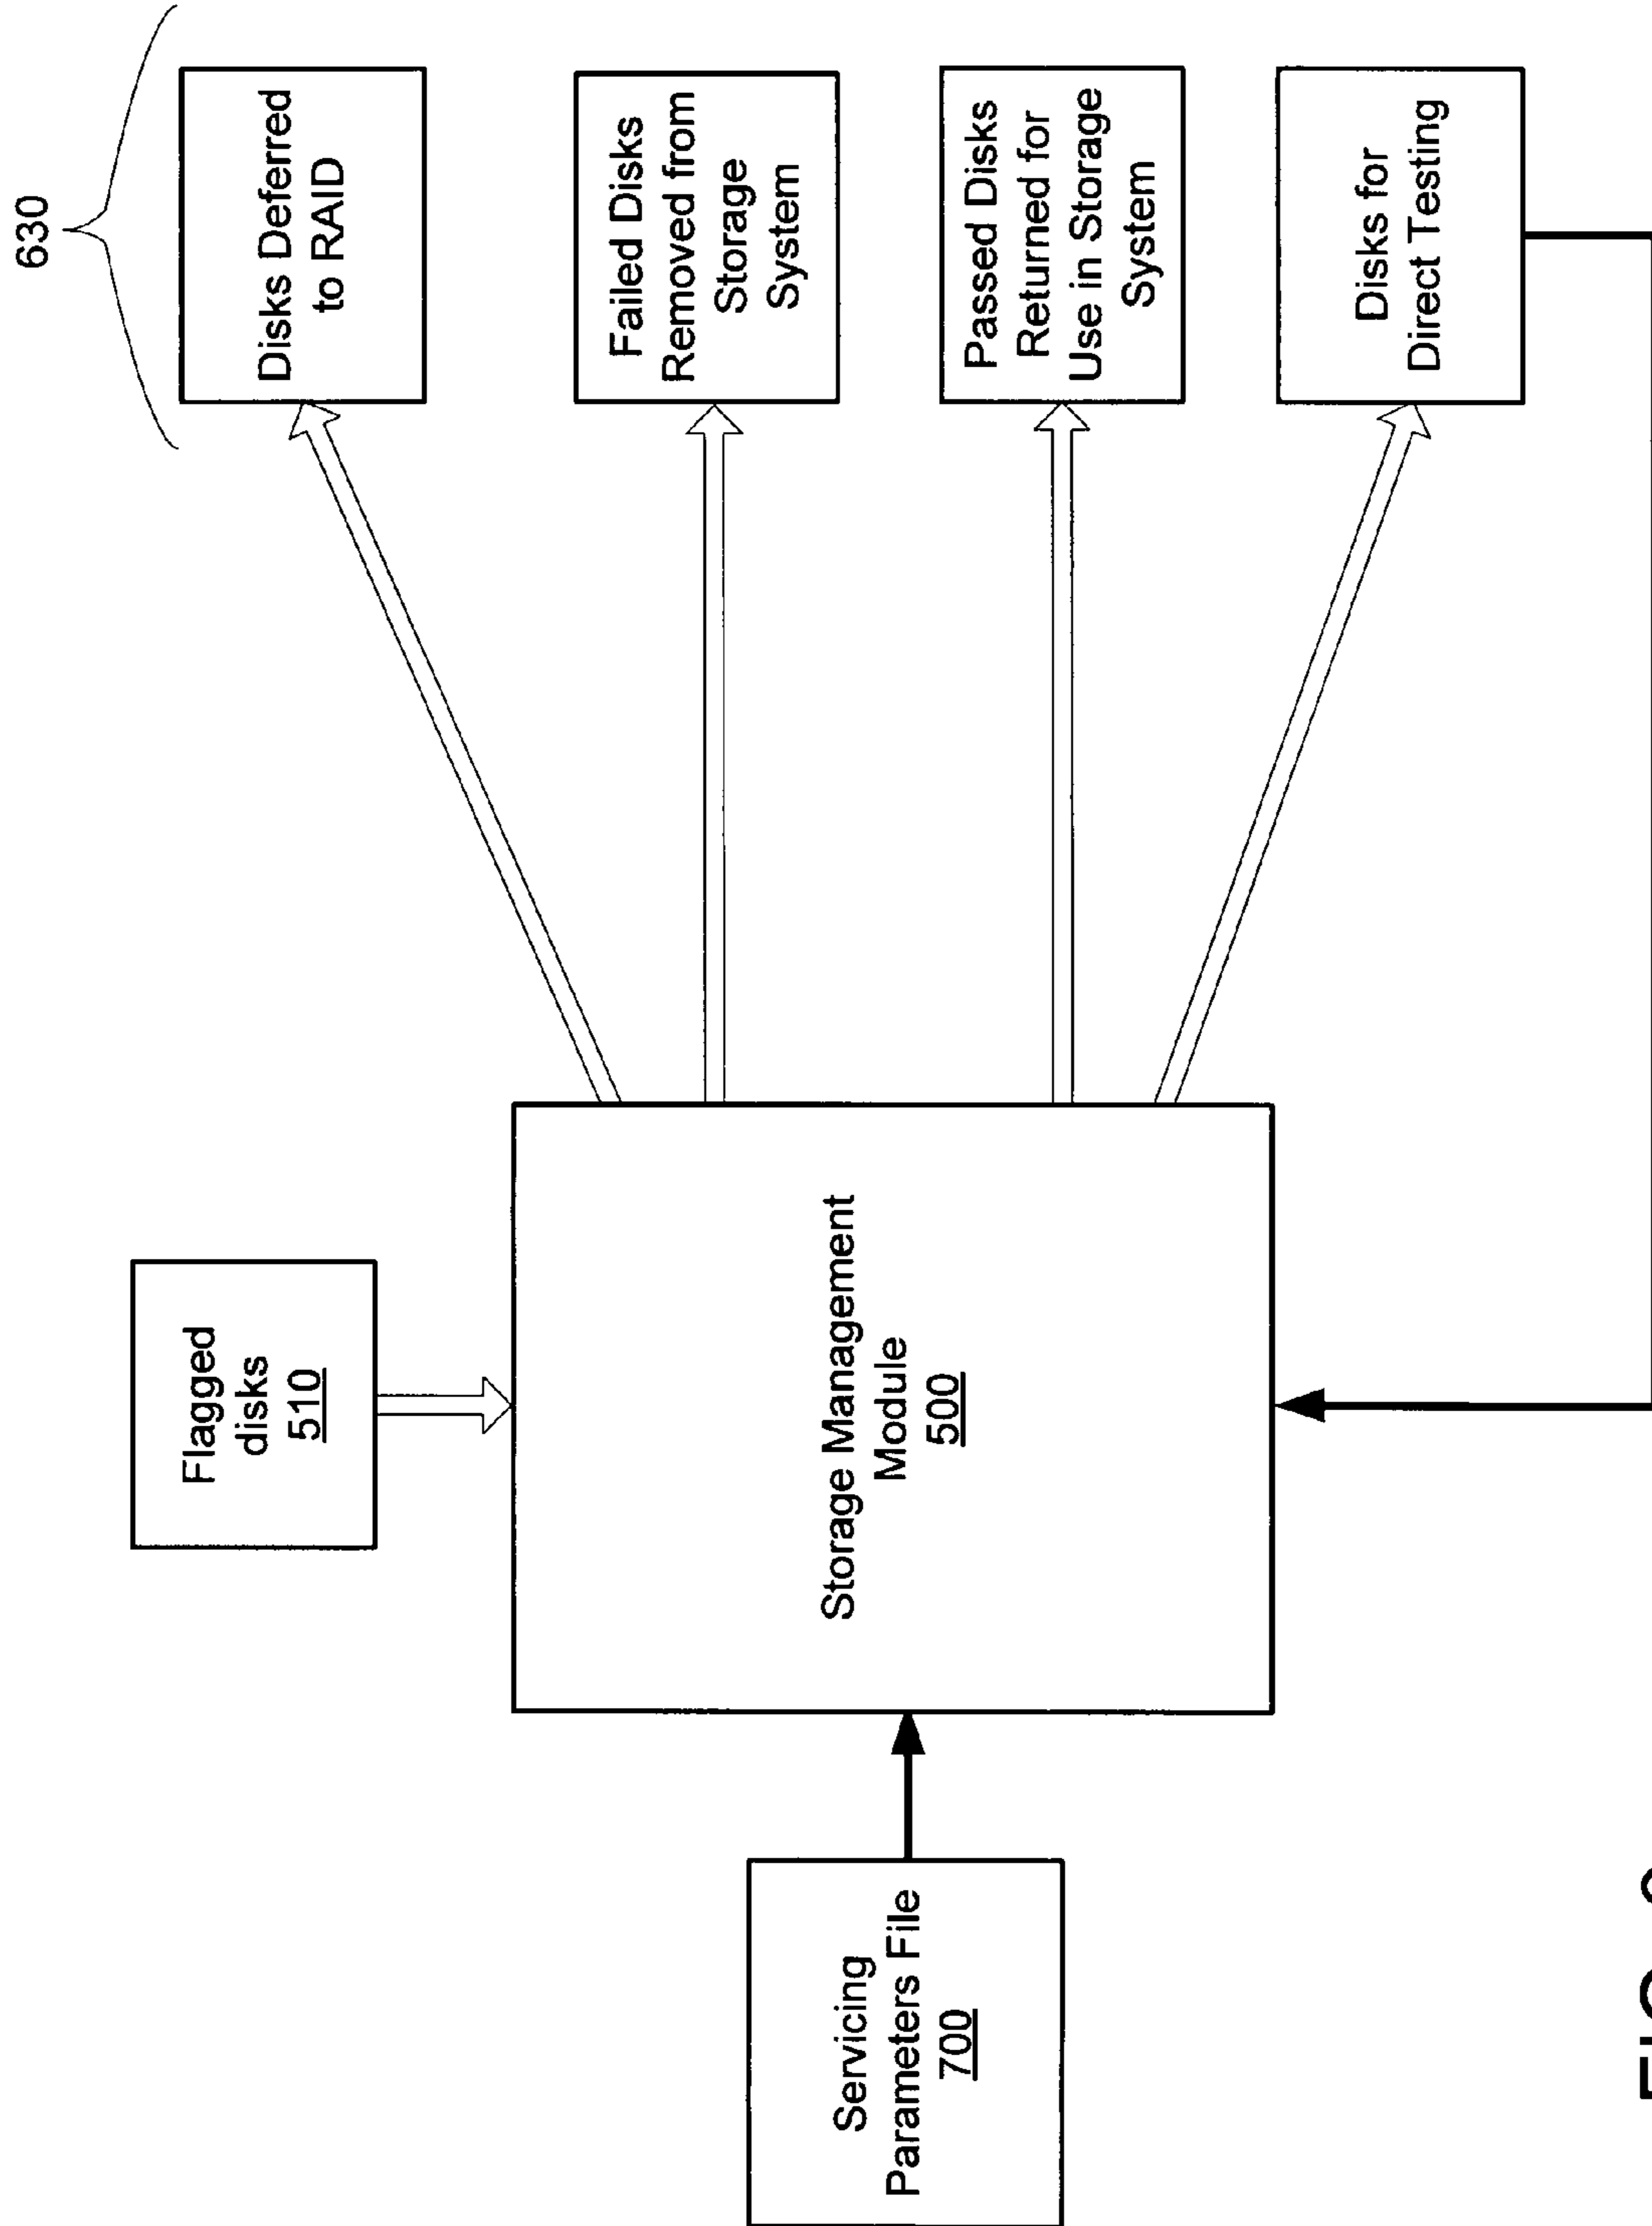 630
Flagged
disks
510
Disks Deferred
to RAID
Failed Disks
Removed from
Storage
System
Servicing
Parameters File
700
Storage Management
Module
500
Passed Disks
Returned for
Use in Storage
System
Disks for
Direct Testing
FIG